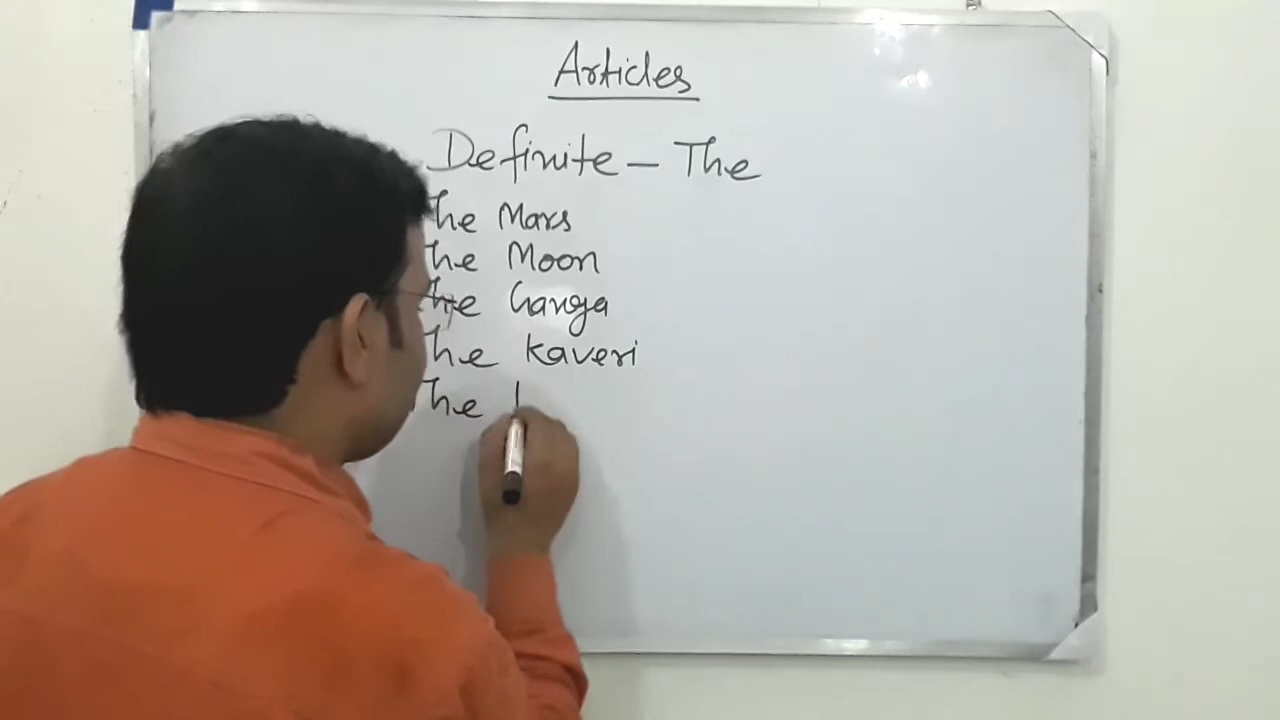 Articles
Definite - The
The Mars
The Moon
The Ganga
The Kaveri
The